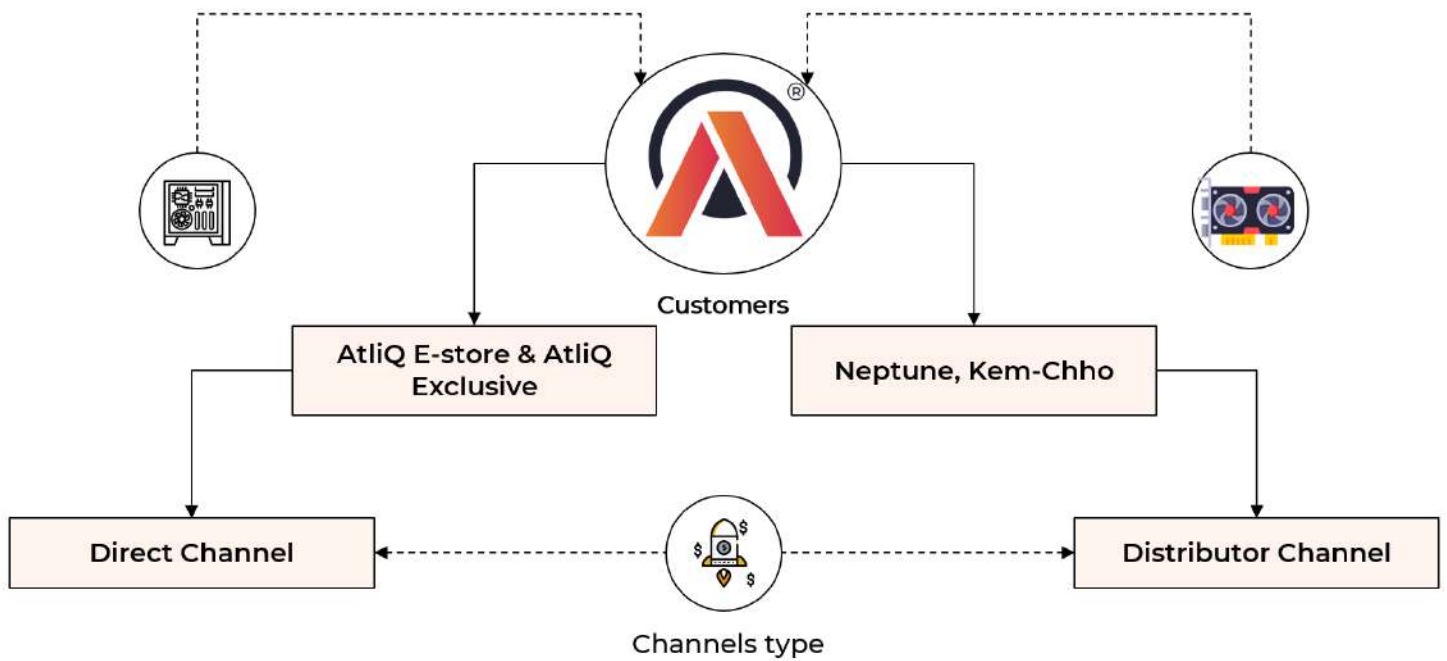 ®
Customers
AtliQ E-store & AtliQ
Exclusive
Neptune, Kem-Chho
Direct Channel
$
$
$
$
Distributor Channel
Channels type